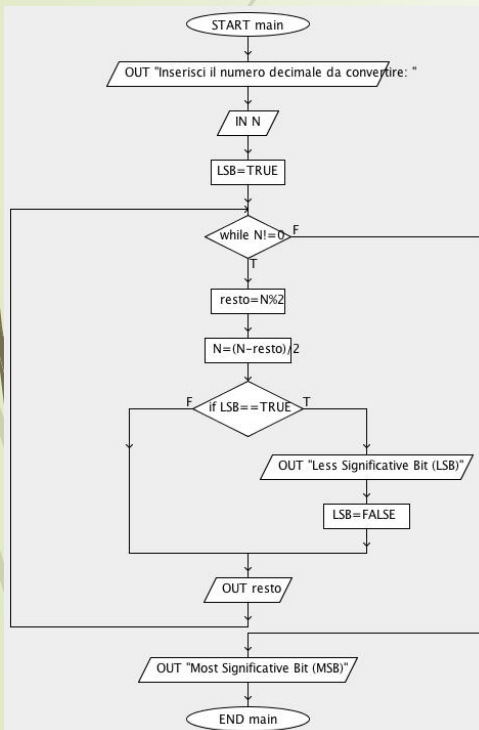 START main
OUT "Inserisci il numero decimale da convertire: "
IN N
LSB=TRUE
while N!=0
F
T
resto=N%2
N=(N-resto)/2
F
if LSB==TRUE
T
OUT "Less Significative Bit (LSB)"
LSB=FALSE
OUT resto
OUT "Most Significative Bit (MSB)"
END main